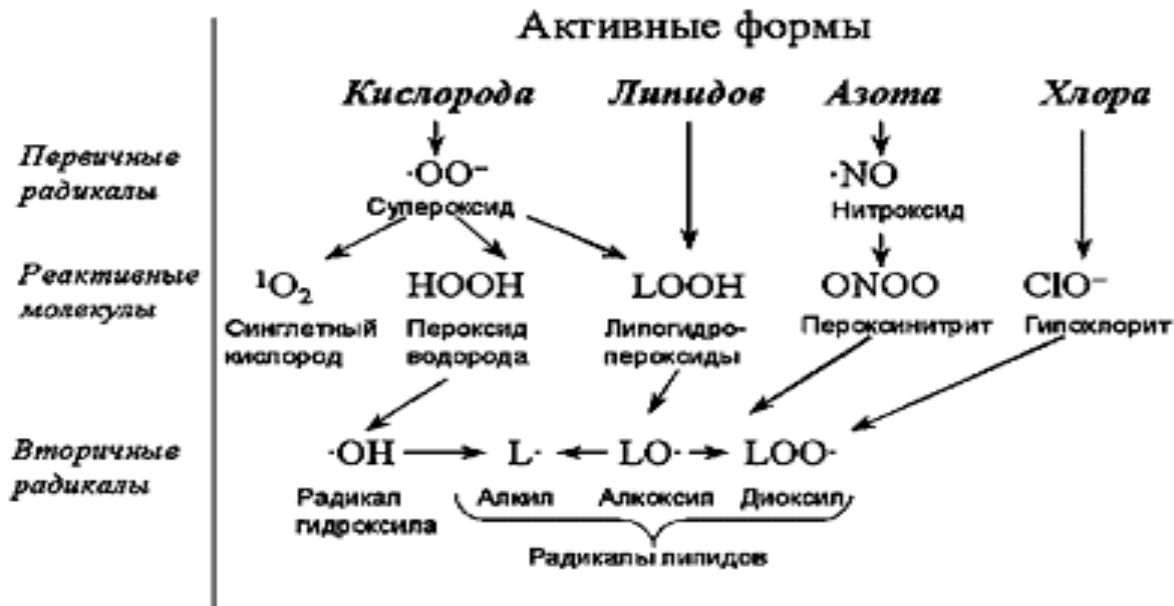 Активные формы
Кислорода Липидов Азота Хлора
Первичные
радикалы
·OO⁻
Супероксид
·NO
Нитроксид
Реактивные
молекулы
¹O₂ HOOH LOOH ONOO ClO⁻
Синглетный
кислород
Пероксид
водорода
Липогидро-
пероксиды
Пероксинитрит
Гипохлорит
Вторичные
радикалы
·OH L· LO· LOO·
Радикал
гидроксила
Алкил Алкоксил Диоксил
Радикалы липидов